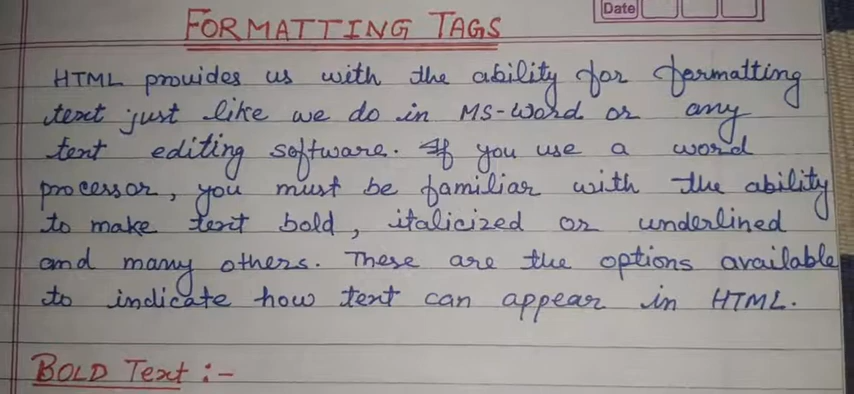 Date
FORMATTING TAGS
HTML provides us with the ability for formatting
text just like we do in MS-Word or any
text editing software. If you use a word
processor, you must be familiar with the ability
to make text bold, italicized or underlined
and many others. These are the options available
to indicate how text can appear in HTML.
BOLD Text :-